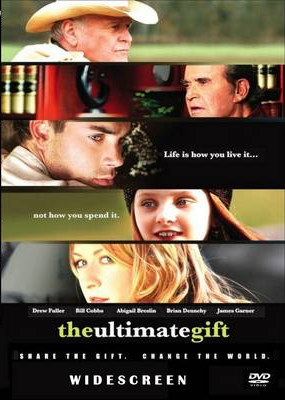 Life is how you live it...
not how you spend it.
Drew Fuller Bill Cobbs Abigail Breslin Brian Dennehy James Garner
theultimategift
SHARE THE GIFT. CHANGE THE WORLD.
WIDESCREEN
DVD